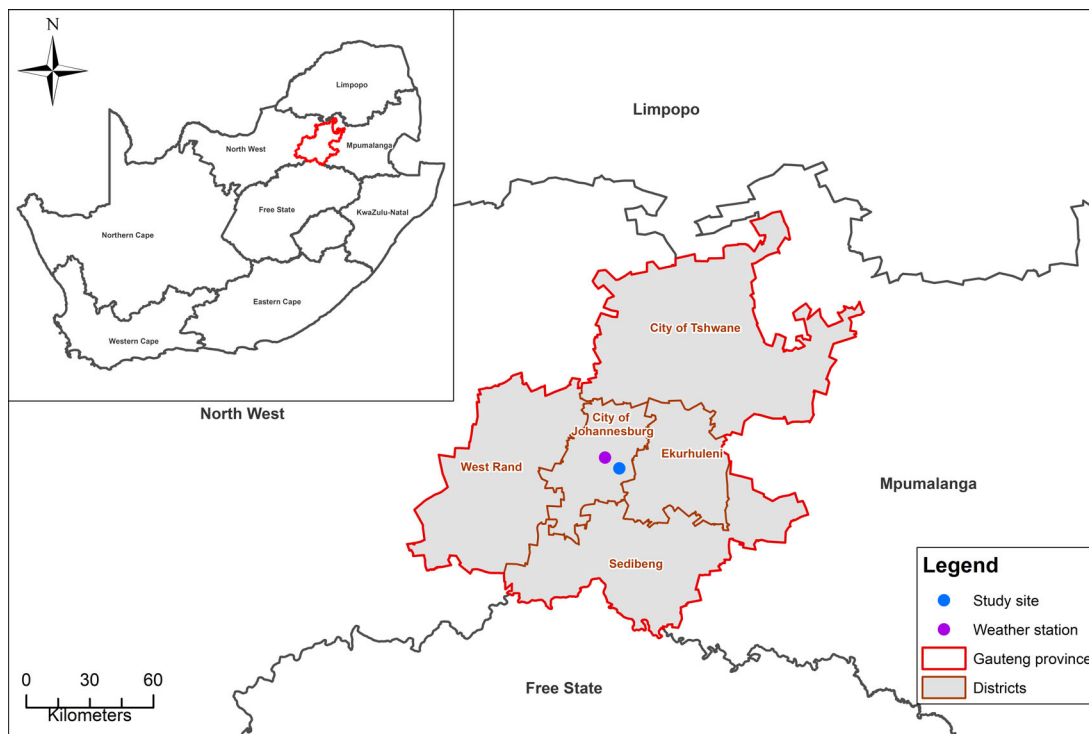 N
Limpopo
North West
Mpumalanga
Free State
KwaZulu-Natal
Northern Cape
Eastern Cape
Western Cape
Limpopo
North West
City of Tshwane
City of
Johannesburg
Ekurhuleni
West Rand
Mpumalanga
Sedibeng
Free State
0 30 60
Kilometers
Legend
Study site
Weather station
Gauteng province
Districts